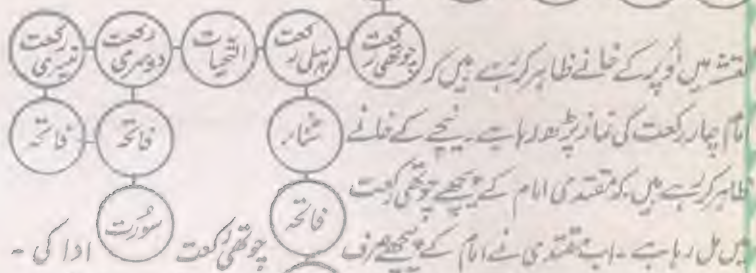 رکعت تیسری
رکعت دوسری
التحیات
رکعت پہلی
رکعت چوتھی
نقشہ میں اُوپر کے خانے ظاہر کرتے ہیں کہ
فاتحہ
فاتحہ
ثناء
امام چار رکعت کی نماز پڑھ رہا ہے۔ نیچے کے خانے
ظاہر کرتے ہیں کہ مقتدی امام کے پیچھے چوتھی رکعت
سُورت
فاتحہ
میں مل رہا ہے۔ اب مقتدی نے امام کے پیچھے صرف چوتھی رکعت ادا کی۔